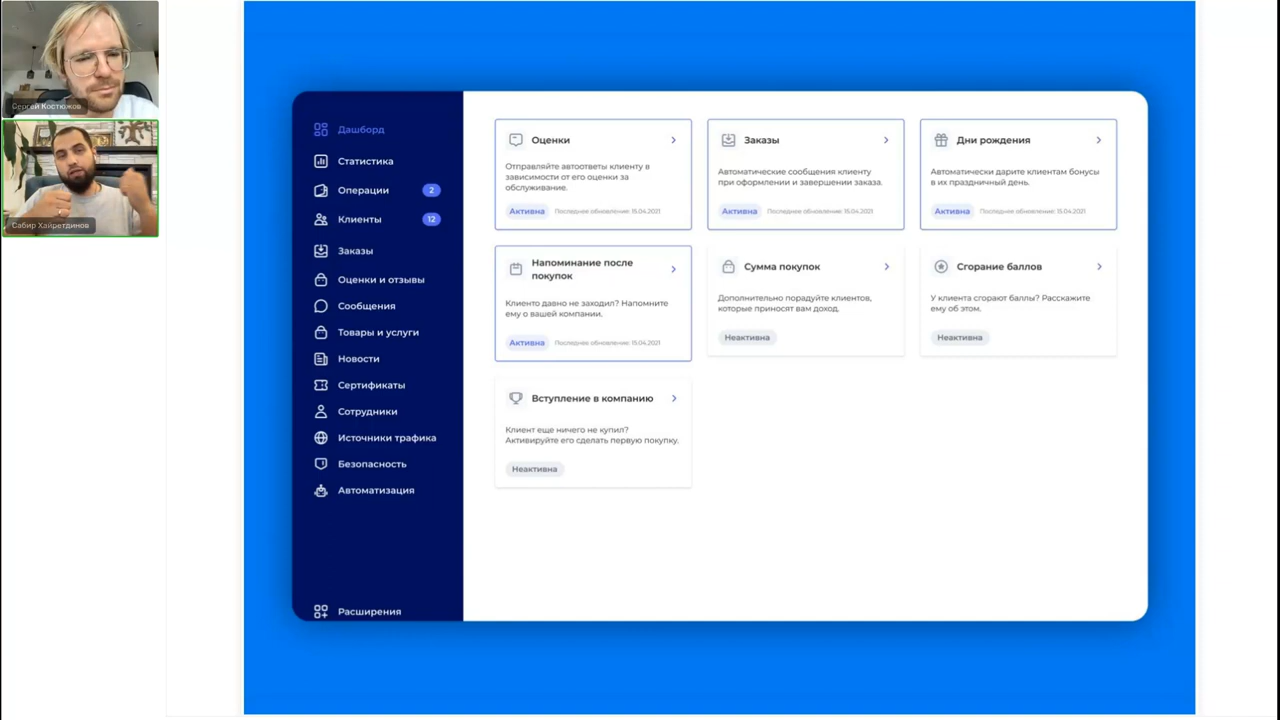 Сергей Костюжов
Сабир Хайретдинов
Дашборд
Статистика
Операции 2
Клиенты 12
Заказы
Оценки и отзывы
Сообщения
Товары и услуги
Новости
Сертификаты
Сотрудники
Источники трафика
Безопасность
Автоматизация
Расширения
Оценки
Отправляйте автоответы клиенту в
зависимости от его оценки за
обслуживание.
Активна Последнее обновление: 15.04.2021
Заказы
Автоматические сообщения клиенту
при оформлении и завершении заказа.
Активна Последнее обновление: 15.04.2021
Дни рождения
Автоматически дарите клиентам бонусы
в их праздничный день.
Активна Последнее обновление: 15.04.2021
Напоминание после
покупок
Клиенто давно не заходил? Напомните
ему о вашей компании.
Активна Последнее обновление: 15.04.2021
Сумма покупок
Дополнительно порадуйте клиентов,
которые приносят вам доход.
Неактивна
Сгорание баллов
У клиента сгорают баллы? Расскажите
ему об этом.
Неактивна
Вступление в компанию
Клиент еще ничего не купил?
Активируйте его сделать первую покупку.
Неактивна